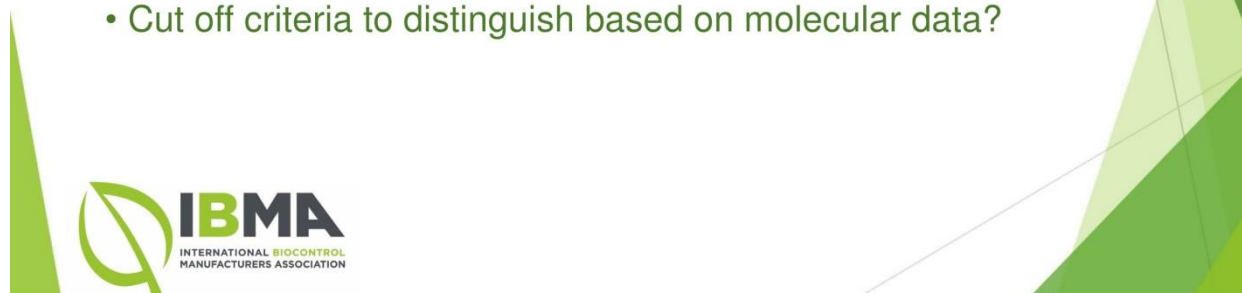 • Cut off criteria to distinguish based on molecular data?
IBMA
INTERNATIONAL BIOCONTROL
MANUFACTURERS ASSOCIATION